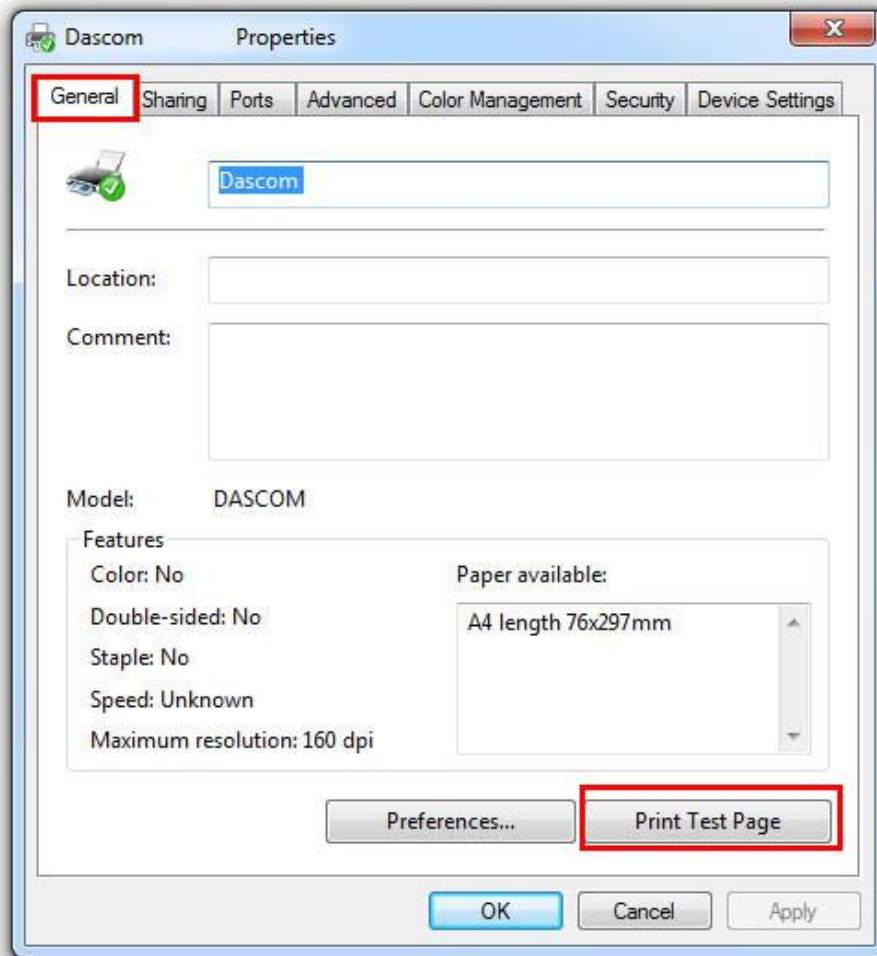 Dascom Properties
General Sharing Ports Advanced Color Management Security Device Settings
Dascom
Location:
Comment:
Model: DASCOM
Features
Color: No
Double-sided: No
Staple: No
Speed: Unknown
Maximum resolution: 160 dpi
Paper available:
A4 length 76x297mm
Preferences... Print Test Page
OK Cancel Apply